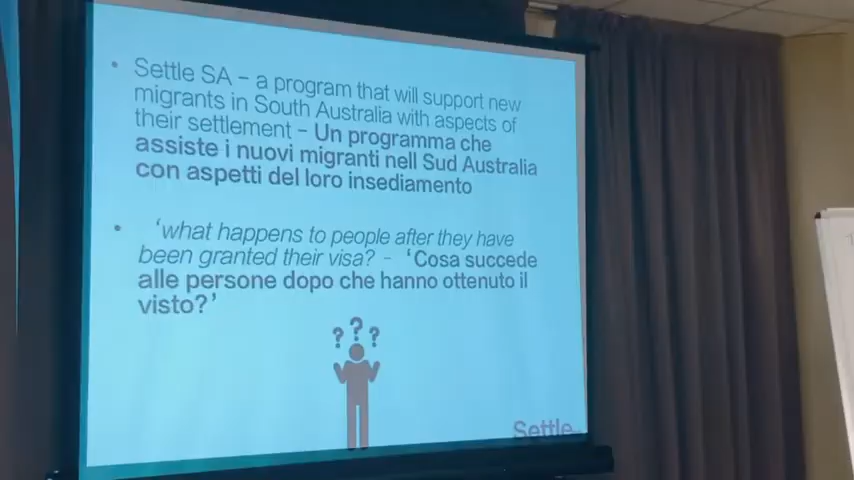 • Settle SA – a program that will support new
migrants in South Australia with aspects of
their settlement – Un programma che
assiste i nuovi migranti nell Sud Australia
con aspetti del loro insediamento
• ‘what happens to people after they have
been granted their visa? - ‘Cosa succede
alle persone dopo che hanno ottenuto il
visto?’
? ? ?
Settle